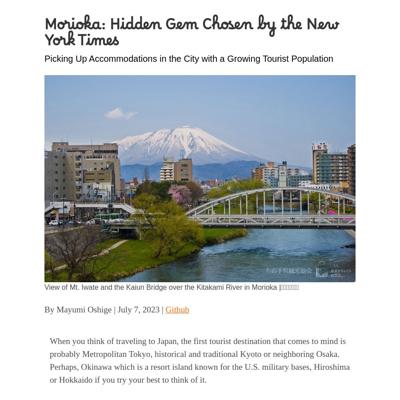 Morioka: Hidden Gem Chosen by the New
York Times
Picking Up Accommodations in the City with a Growing Tourist Population
View of Mt. Iwate and the Kaiun Bridge over the Kitakami River in Morioka |
By Mayumi Oshige | July 7, 2023 | Github
When you think of traveling to Japan, the first tourist destination that comes to mind is
probably Metropolitan Tokyo, historical and traditional Kyoto or neighboring Osaka.
Perhaps, Okinawa which is a resort island known for the U.S. military bases, Hiroshima
or Hokkaido if you try your best to think of it.